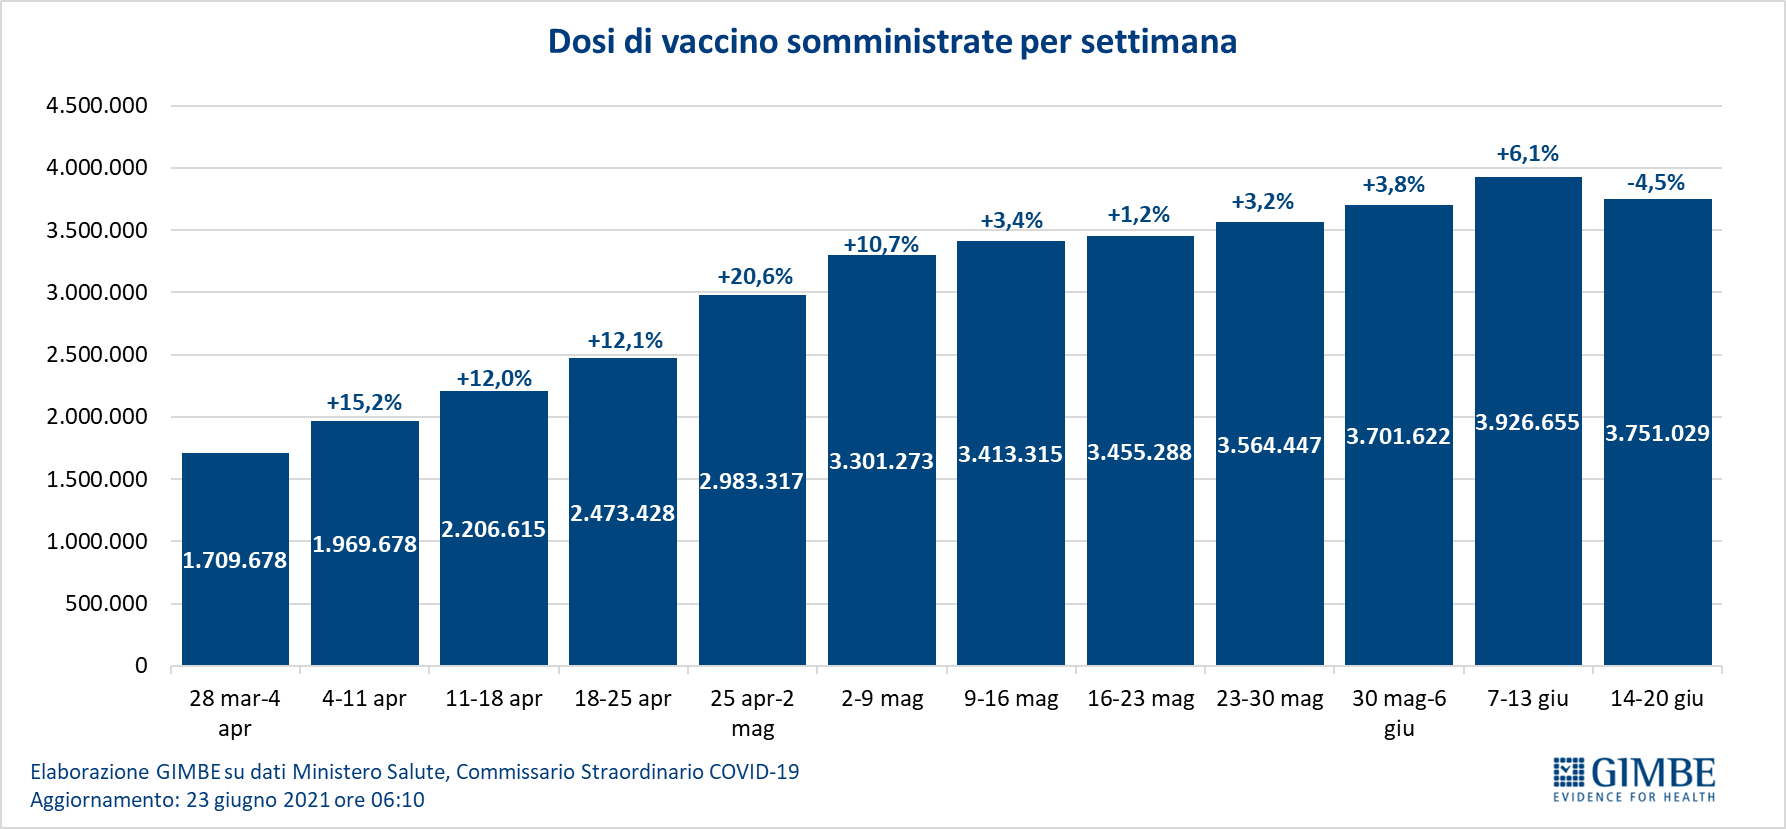 Dosi di vaccino somministrate per settimana
4.500.000
4.000.000
3.500.000
3.000.000
2.500.000
2.000.000
1.500.000
1.000.000
500.000
0
+15,2%
+12,0%
+12,1%
+20,6%
+10,7%
+3,4%
+1,2%
+3,2%
+3,8%
+6,1%
-4,5%
1.709.678
1.969.678
2.206.615
2.473.428
2.983.317
3.301.273
3.413.315
3.455.288
3.564.447
3.701.622
3.926.655
3.751.029
28 mar-4
apr
4-11 apr
11-18 apr
18-25 apr
25 apr-2
mag
2-9 mag
9-16 mag
16-23 mag
23-30 mag
30 mag-6
giu
7-13 giu
14-20 giu
Elaborazione GIMBE su dati Ministero Salute, Commissario Straordinario COVID-19
Aggiornamento: 23 giugno 2021 ore 06:10
GIMBE
EVIDENCE FOR HEALTH